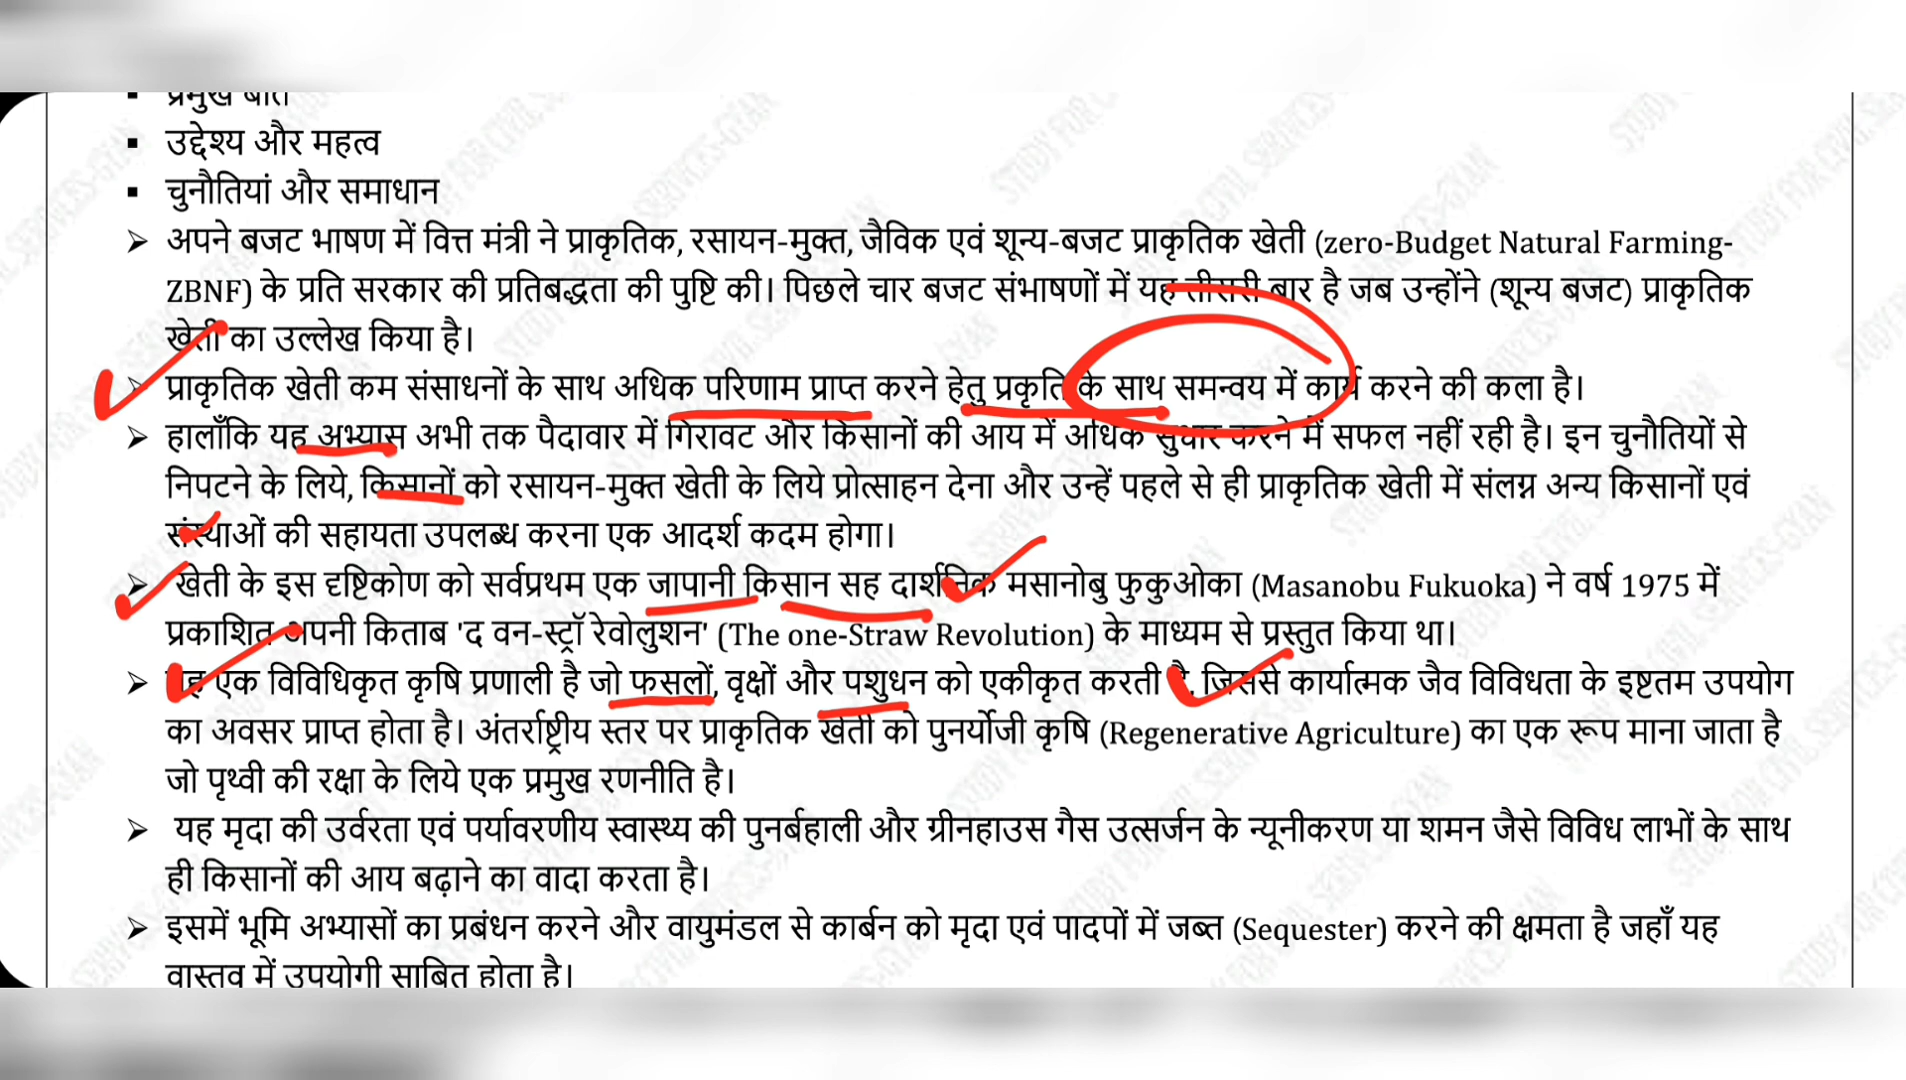 प्रमुख बातें
उद्देश्य और महत्व
चुनौतियां और समाधान
अपने बजट भाषण में वित्त मंत्री ने प्राकृतिक, रसायन-मुक्त, जैविक एवं शून्य-बजट प्राकृतिक खेती (zero-Budget Natural Farming-
ZBNF) के प्रति सरकार की प्रतिबद्धता की पुष्टि की। पिछले चार बजट संभाषणों में यह तीसरी बार है जब उन्होंने (शून्य बजट) प्राकृतिक
खेती का उल्लेख किया है।
प्राकृतिक खेती कम संसाधनों के साथ अधिक परिणाम प्राप्त करने हेतु प्रकृति के साथ समन्वय में कार्य करने की कला है।
हालाँकि यह अभ्यास अभी तक पैदावार में गिरावट और किसानों की आय में अधिक सुधार करने में सफल नहीं रही है। इन चुनौतियों से
निपटने के लिये, किसानों को रसायन-मुक्त खेती के लिये प्रोत्साहन देना और उन्हें पहले से ही प्राकृतिक खेती में संलग्न अन्य किसानों एवं
संस्थाओं की सहायता उपलब्ध करना एक आदर्श कदम होगा।
खेती के इस दृष्टिकोण को सर्वप्रथम एक जापानी किसान सह दार्शनिक मसानोबु फुकुओका (Masanobu Fukuoka) ने वर्ष 1975 में
प्रकाशित अपनी किताब 'द वन-स्ट्रॉ रेवोलुशन' (The one-Straw Revolution) के माध्यम से प्रस्तुत किया था।
यह एक विविधिकृत कृषि प्रणाली है जो फसलों, वृक्षों और पशुधन को एकीकृत करती है, जिससे कार्यात्मक जैव विविधता के इष्टतम उपयोग
का अवसर प्राप्त होता है। अंतर्राष्ट्रीय स्तर पर प्राकृतिक खेती को पुनर्योजी कृषि (Regenerative Agriculture) का एक रूप माना जाता है
जो पृथ्वी की रक्षा के लिये एक प्रमुख रणनीति है।
यह मृदा की उर्वरता एवं पर्यावरणीय स्वास्थ्य की पुनर्बहाली और ग्रीनहाउस गैस उत्सर्जन के न्यूनीकरण या शमन जैसे विविध लाभों के साथ
ही किसानों की आय बढ़ाने का वादा करता है।
इसमें भूमि अभ्यासों का प्रबंधन करने और वायुमंडल से कार्बन को मृदा एवं पादपों में जब्त (Sequester) करने की क्षमता है जहाँ यह
वास्तव में उपयोगी साबित होता है।